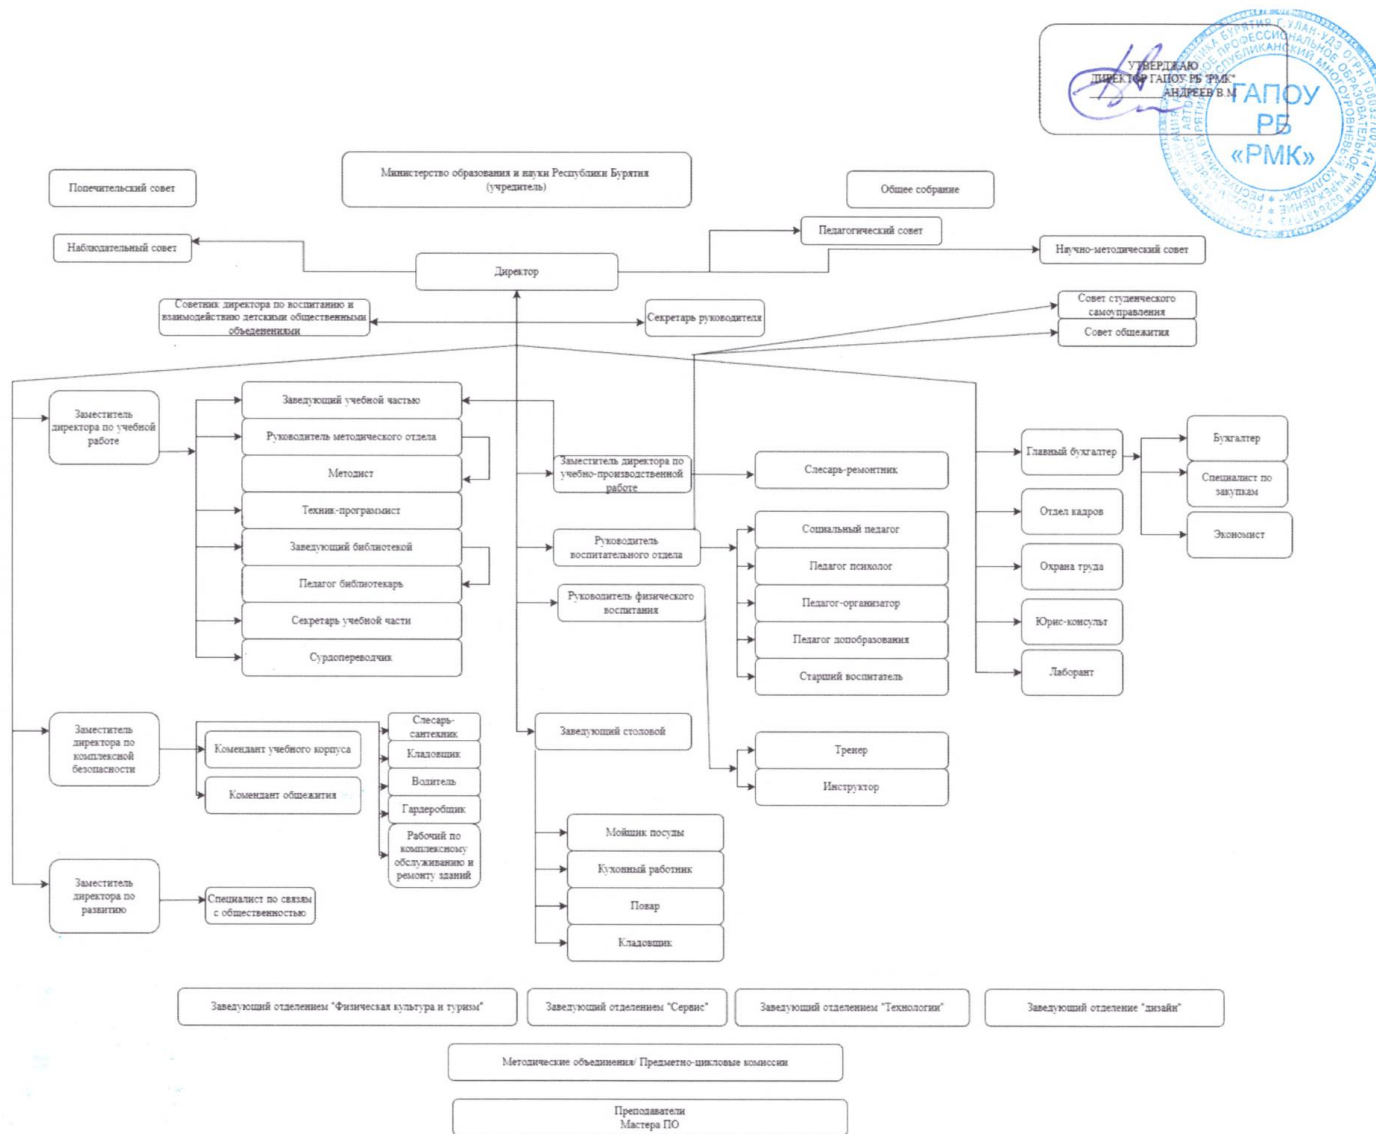 УТВЕРДЖАЮ
ДИРЕКТОР ГАПОУ РБ "РМК"
АНДРЕЕВ В.М
ГАПОУ
РБ
«РМК»
Министерство образования и науки Республики Бурятия
(учредитель)
Попечительский совет
Общее собрание
Наблюдательный совет
Педагогический совет
Научно-методический совет
Директор
Советник директора по воспитанию и
взаимодействию детскими общественными
объеденениями
Секретарь руководителя
Совет студенческого
самоуправления
Совет общежития
Заместитель
директора по учебной
работе
Заведующий учебной частью
Руководитель методического отдела
Методист
Техник-программист
Заведующий библиотекой
Педагог библиотекарь
Секретарь учебной части
Сурдопереводчик
Заместитель директора по
учебно-производственной
работе
Слесарь-ремонтник
Руководитель
воспитательного отдела
Социальный педагог
Педагог психолог
Педагог-организатор
Педагог допобразования
Старший воспитатель
Руководитель физического
воспитания
Тренер
Инструктор
Главный бухгалтер
Бухгалтер
Специалист по
закупкам
Экономист
Отдел кадров
Охрана труда
Юрис-консульт
Лаборант
Заместитель
директора по
комплексной
безопасности
Комендант учебного корпуса
Комендант общежития
Слесарь-
сантехник
Кладовщик
Водитель
Гардеробщик
Рабочий по
комплексному
обслуживанию и
ремонту зданий
Заведующий столовой
Мойщик посуды
Кухонный работник
Повар
Кладовщик
Заместитель
директора по
развитию
Специалист по связям
с общественностью
Заведующий отделением "Физическая культура и туризм"
Заведующий отделением "Сервис"
Заведующий отделением "Технологии"
Заведующий отделение "дизайн"
Методические объединения/ Предметно-цикловые комиссии
Преподаватели
Мастера ПО